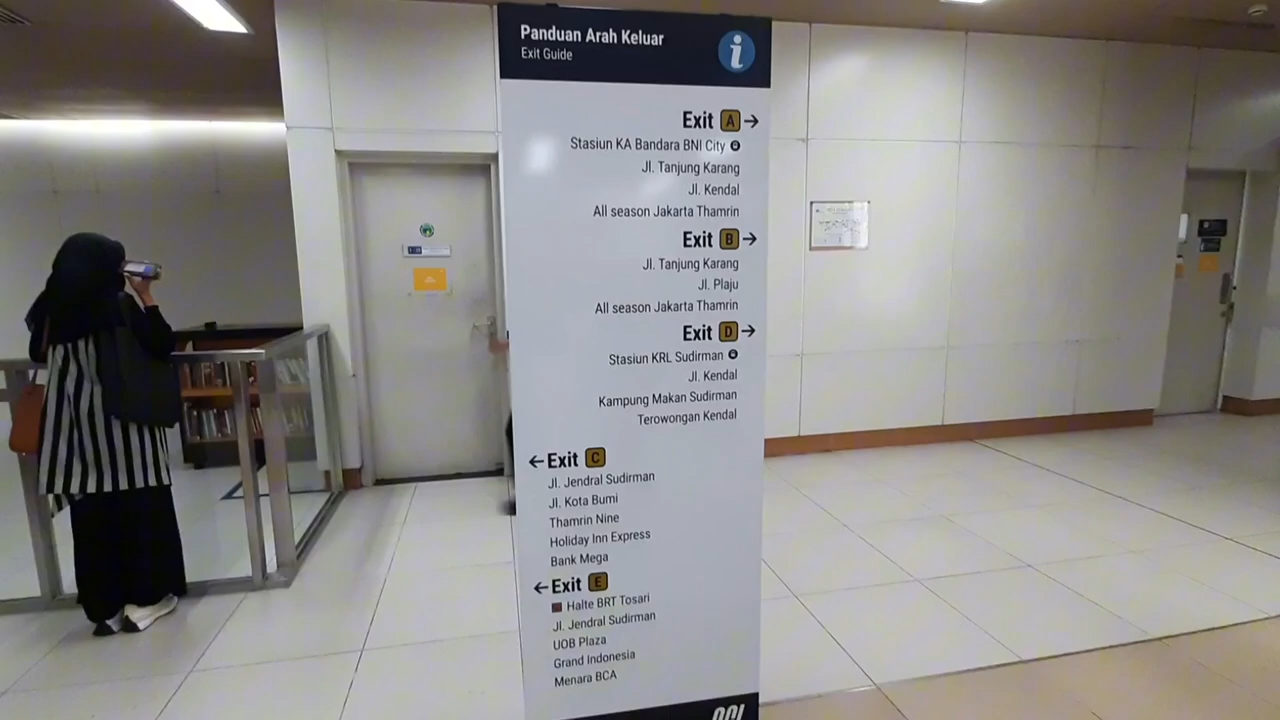 Panduan Arah Keluar
Exit Guide
Exit A →
Stasiun KA Bandara BNI City
Jl. Tanjung Karang
Jl. Kendal
All season Jakarta Thamrin
Exit B →
Jl. Tanjung Karang
Jl. Plaju
All season Jakarta Thamrin
Exit D →
Stasiun KRL Sudirman
Jl. Kendal
Kampung Makan Sudirman
Terowongan Kendal
← Exit C
Jl. Jendral Sudirman
Jl. Kota Bumi
Thamrin Nine
Holiday Inn Express
Bank Mega
← Exit E
Halte BRT Tosari
Jl. Jendral Sudirman
UOB Plaza
Grand Indonesia
Menara BCA